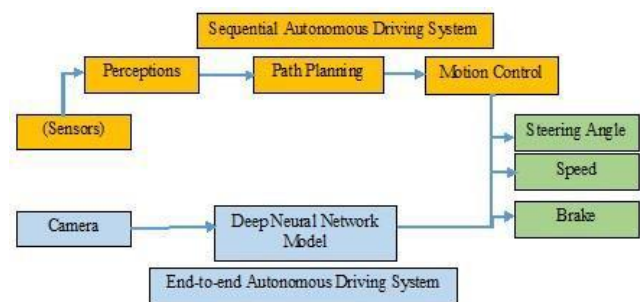 Sequential Autonomous Driving System
Perceptions
Path Planning
Motion Control
(Sensors)
Steering Angle
Speed
Brake
Camera
Deep Neural Network
Model
End-to-end Autonomous Driving System